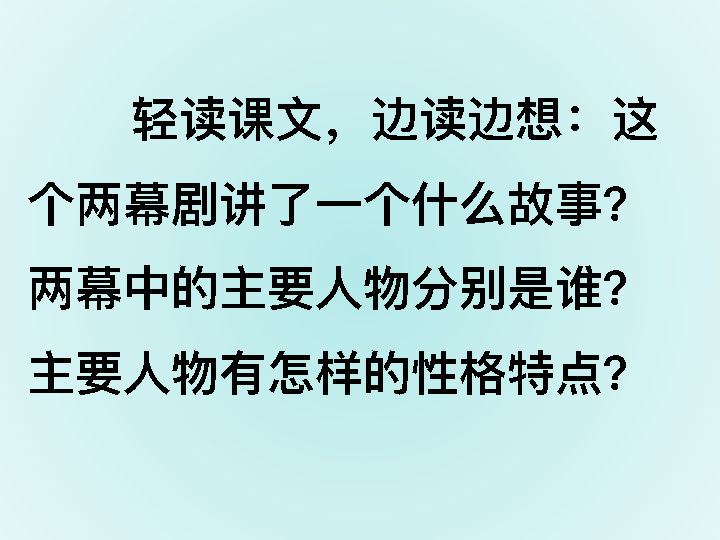 轻读课文，边读边想：这
个两幕剧讲了一个什么故事？
两幕中的主要人物分别是谁？
主要人物有怎样的性格特点？